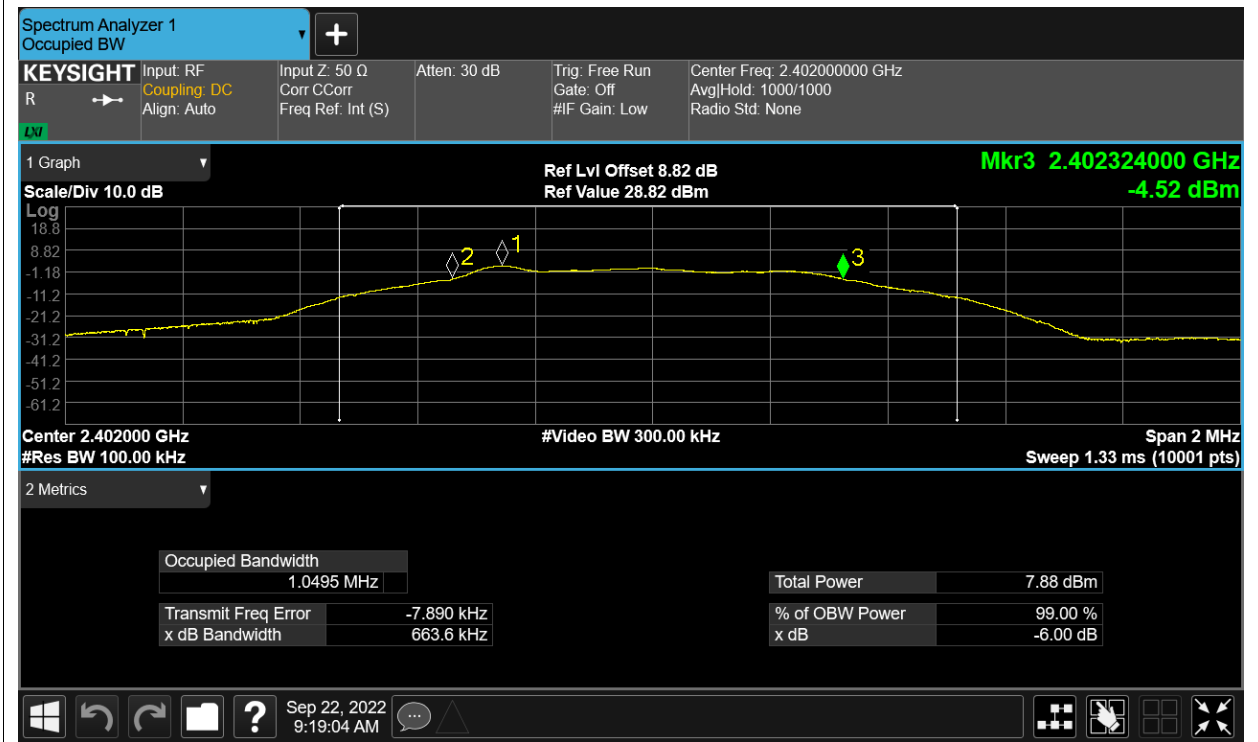 Spectrum Analyzer 1
Occupied BW
KEYSIGHT
R
LXI
Input: RF
Coupling: DC
Align: Auto
Input Z: 50 Ω
Corr CCorr
Freq Ref: Int (S)
Atten: 30 dB
Trig: Free Run
Gate: Off
#IF Gain: Low
Center Freq: 2.402000000 GHz
Avg|Hold: 1000/1000
Radio Std: None
1 Graph
Scale/Div 10.0 dB
Ref Lvl Offset 8.82 dB
Ref Value 28.82 dBm
Mkr3 2.402324000 GHz
-4.52 dBm
Log
18.8
8.82
-1.18
-11.2
-21.2
-31.2
-41.2
-51.2
-61.2
2
1
3
Center 2.402000 GHz
#Video BW 300.00 kHz
Span 2 MHz
#Res BW 100.00 kHz
Sweep 1.33 ms (10001 pts)
2 Metrics
Occupied Bandwidth
1.0495 MHz
Total Power 7.88 dBm
Transmit Freq Error -7.890 kHz
% of OBW Power 99.00 %
x dB Bandwidth 663.6 kHz
x dB -6.00 dB
Sep 22, 2022
9:19:04 AM